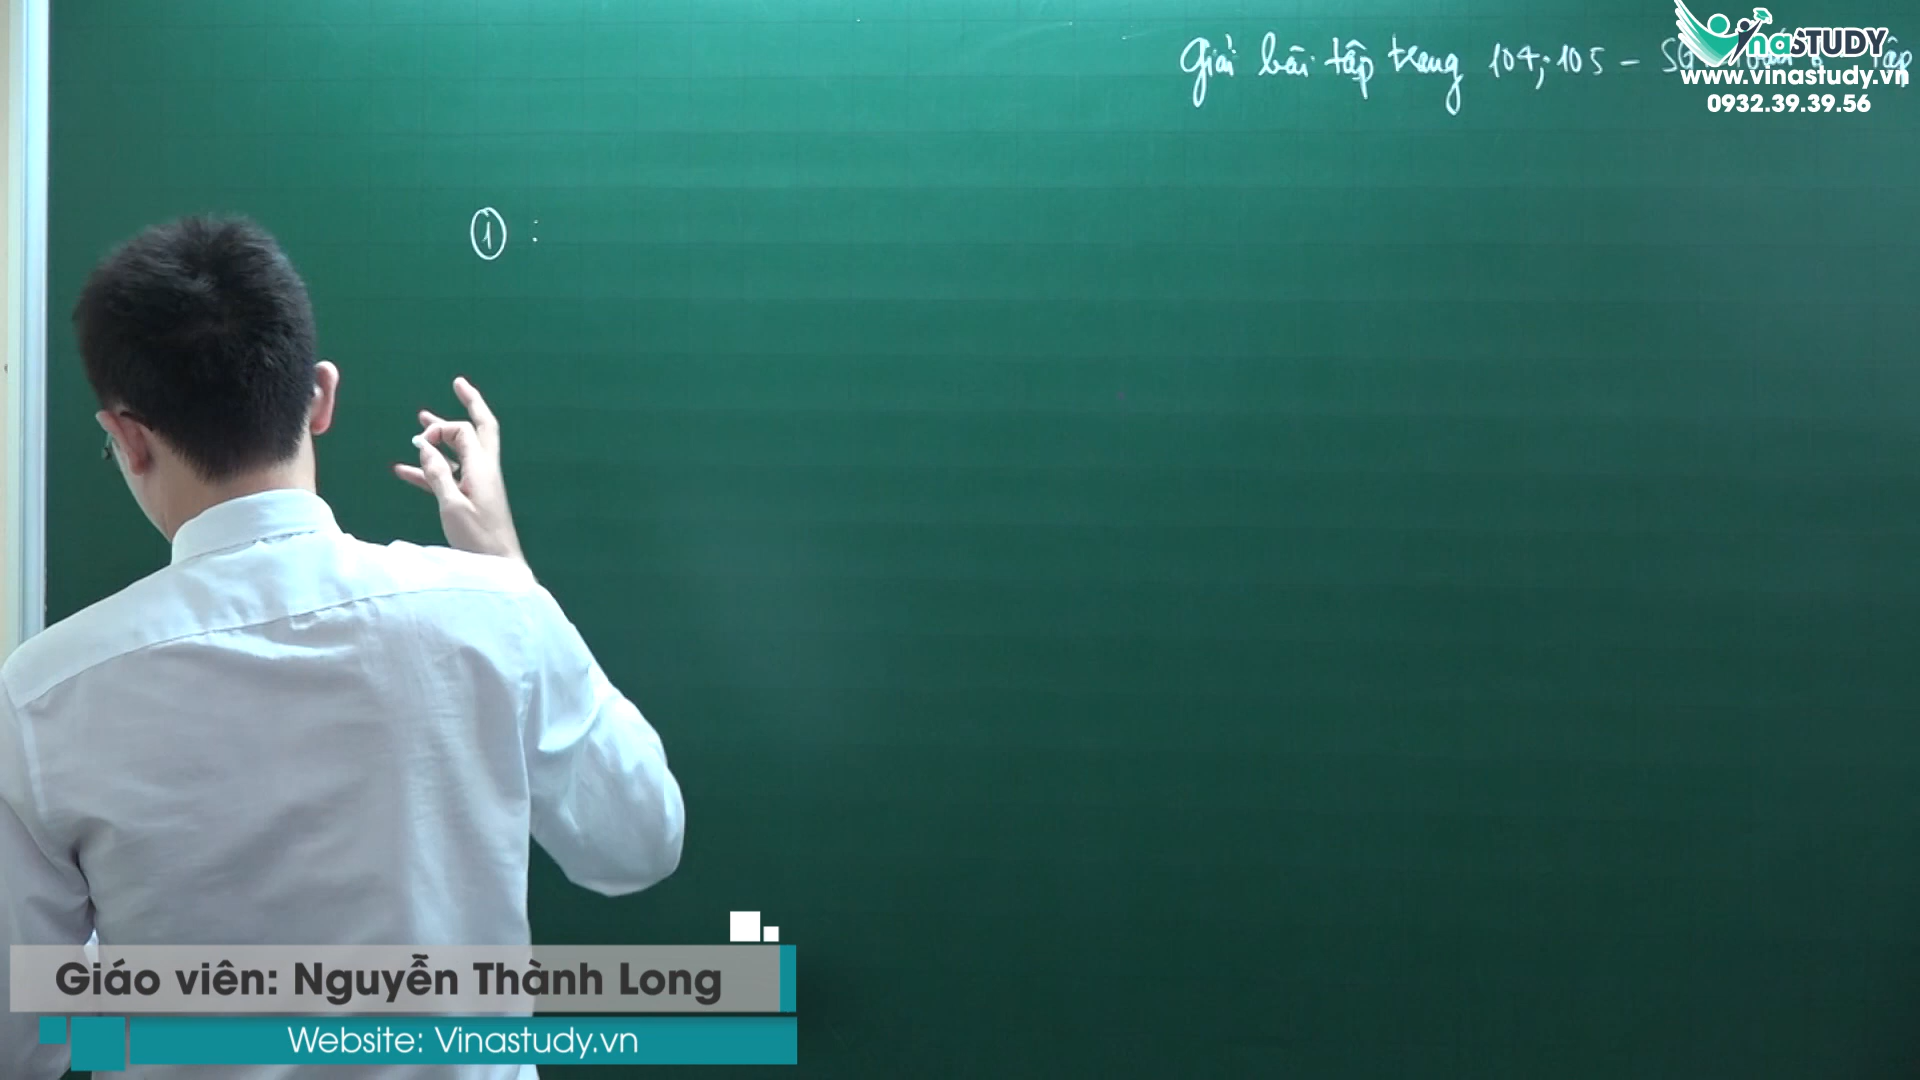 Giải bài tập trang 104; 105 - Tập
VinaSTUDY
www.vinastudy.vn
0932.39.39.56
① :
Giáo viên: Nguyễn Thành Long
Website: Vinastudy.vn